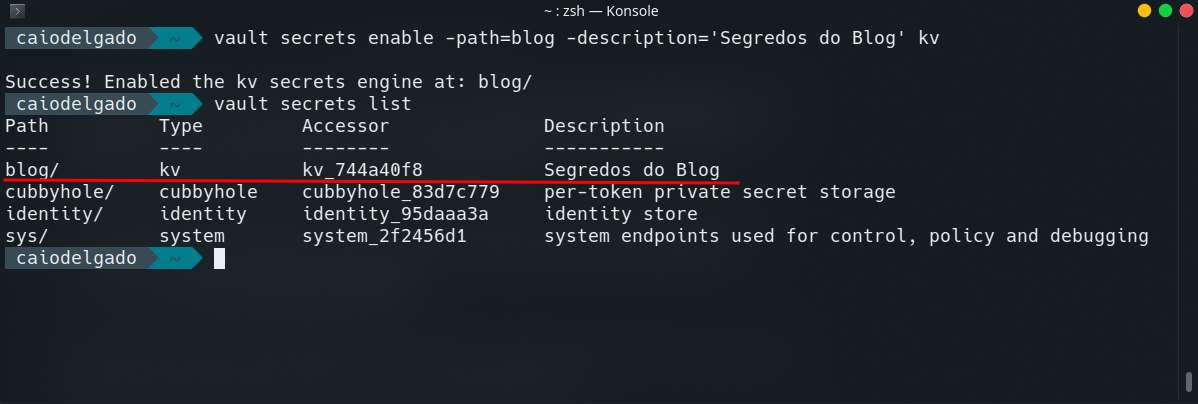 ~ : zsh — Konsole
caiodelgado ~ vault secrets enable -path=blog -description='Segredos do Blog' kv
Success! Enabled the kv secrets engine at: blog/
caiodelgado ~ vault secrets list
Path Type Accessor Description
---- ---- -------- -----------
blog/ kv kv_744a40f8 Segredos do Blog
cubbyhole/ cubbyhole cubbyhole_83d7c779 per-token private secret storage
identity/ identity identity_95daaa3a identity store
sys/ system system_2f2456d1 system endpoints used for control, policy and debugging
caiodelgado ~